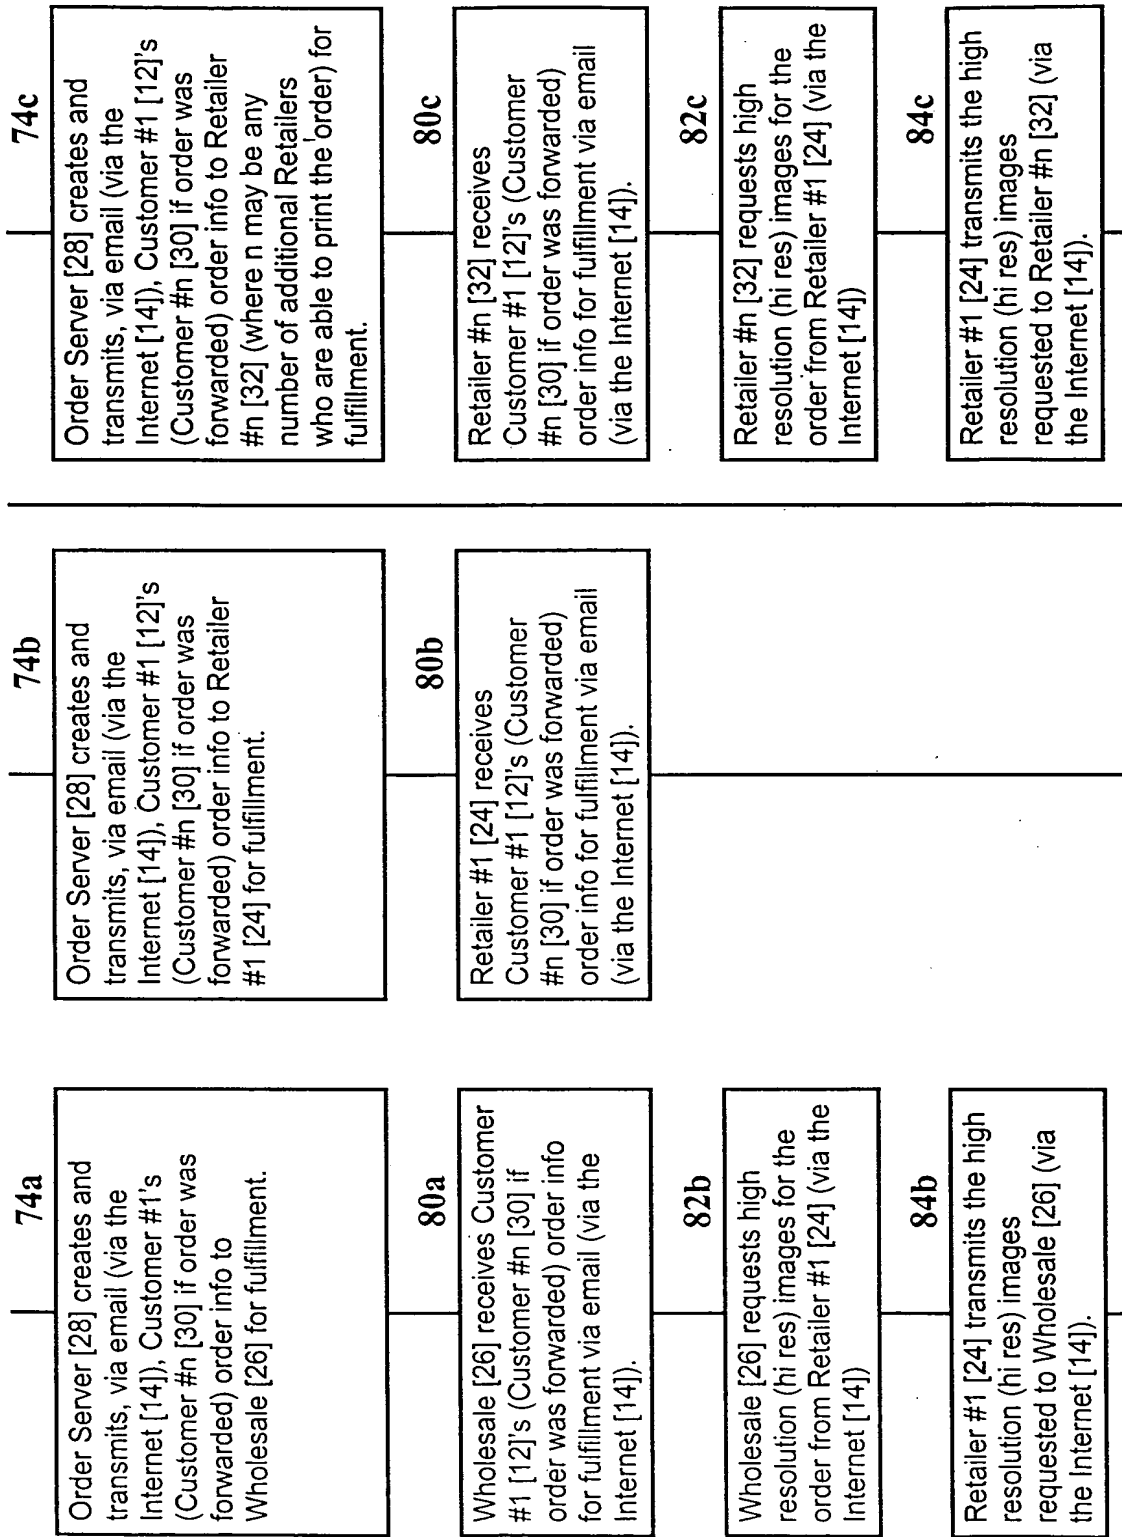 74a
Order Server [28] creates and
transmits, via email (via the
Internet [14]), Customer #1's
(Customer #n [30] if order was
forwarded) order info to
Wholesale [26] for fulfillment.
80a
Wholesale [26] receives Customer
#1 [12]'s (Customer #n [30] if
order was forwarded) order info
for fulfillment via email (via the
Internet [14]).
82b
Wholesale [26] requests high
resolution (hi res) images for the
order from Retailer #1 [24] (via the
Internet [14])
84b
Retailer #1 [24] transmits the high
resolution (hi res) images
requested to Wholesale [26] (via
the Internet [14]).
74b
Order Server [28] creates and
transmits, via email (via the
Internet [14]), Customer #1 [12]'s
(Customer #n [30] if order was
forwarded) order info to Retailer
#1 [24] for fulfillment.
80b
Retailer #1 [24] receives
Customer #1 [12]'s (Customer
#n [30] if order was forwarded)
order info for fulfillment via email
(via the Internet [14]).
74c
Order Server [28] creates and
transmits, via email (via the
Internet [14]), Customer #1 [12]'s
(Customer #n [30] if order was
forwarded) order info to Retailer
#n [32] (where n may be any
number of additional Retailers
who are able to print the order) for
fulfillment.
80c
Retailer #n [32] receives
Customer #1 [12]'s (Customer
#n [30] if order was forwarded)
order info for fulfillment via email
(via the Internet [14]).
82c
Retailer #n [32] requests high
resolution (hi res) images for the
order from Retailer #1 [24] (via the
Internet [14])
84c
Retailer #1 [24] transmits the high
resolution (hi res) images
requested to Retailer #n [32] (via
the Internet [14]).